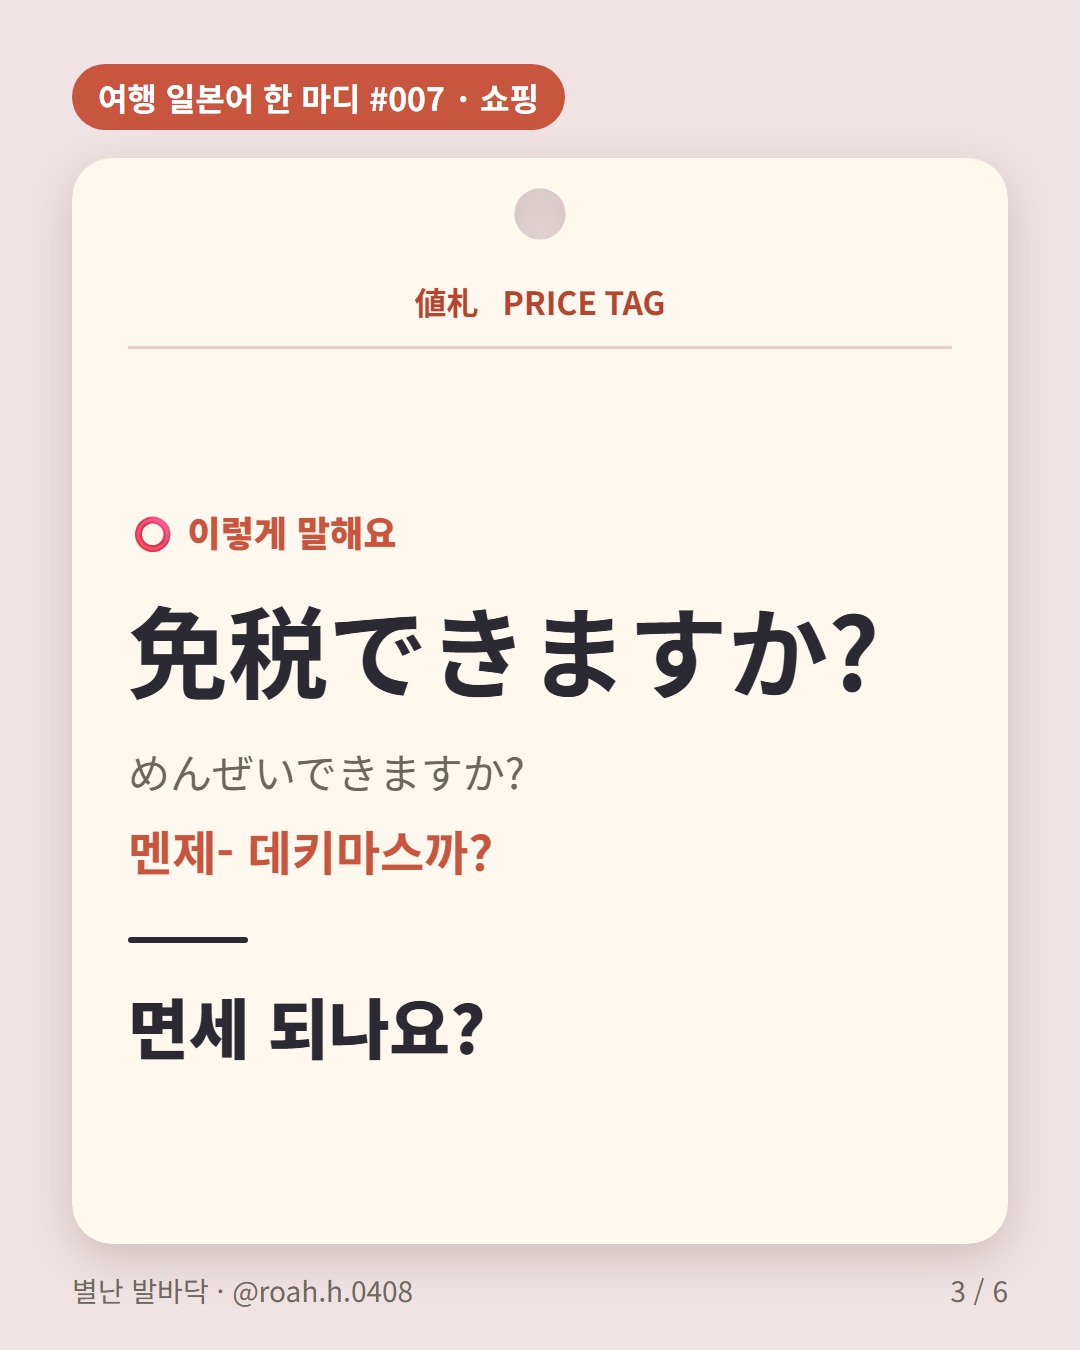 여행 일본어 한 마디 #007 · 쇼핑
値札 PRICE TAG
⭕ 이렇게 말해요
免税できますか?
めんぜいできますか?
멘제- 데키마스까?
면세 되나요?
별난 발바닥 · @roah.h.0408
3 / 6